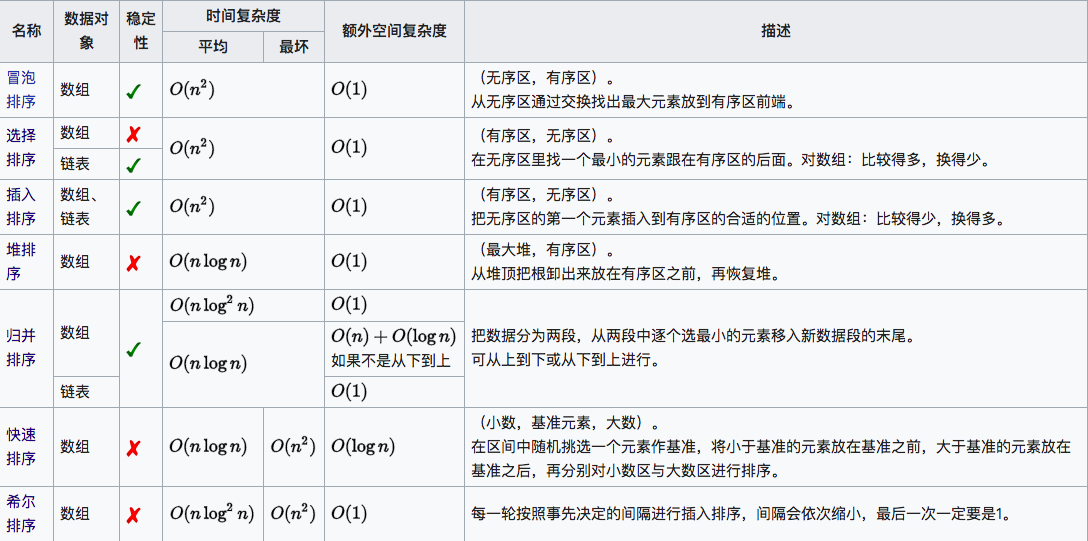 名称
数据对
象
稳定
性
时间复杂度
平均
最坏
额外空间复杂度
描述
冒泡
排序
数组
✓
O(n²)
O(1)
（无序区，有序区）。
从无序区通过交换找出最大元素放到有序区前端。
选择
排序
数组
✘
链表
✓
O(n²)
O(1)
（有序区，无序区）。
在无序区里找一个最小的元素跟在有序区的后面。对数组：比较得多，换得少。
插入
排序
数组、
链表
✓
O(n²)
O(1)
（有序区，无序区）。
把无序区的第一个元素插入到有序区的合适的位置。对数组：比较得少，换得多。
堆排
序
数组
✘
O(n log n)
O(1)
（最大堆，有序区）。
从堆顶把根卸出来放在有序区之前，再恢复堆。
归并
排序
数组
链表
✓
O(n log² n)
O(1)
O(n log n)
O(n) + O(log n)
如果不是从下到上
O(1)
把数据分为两段，从两段中逐个选最小的元素移入新数据段的末尾。
可从上到下或从下到上进行。
快速
排序
数组
✘
O(n log n)
O(n²)
O(log n)
（小数，基准元素，大数）。
在区间中随机挑选一个元素作基准，将小于基准的元素放在基准之前，大于基准的元素放在
基准之后，再分别对小数区与大数区进行排序。
希尔
排序
数组
✘
O(n log² n)
O(n²)
O(1)
每一轮按照事先决定的间隔进行插入排序，间隔会依次缩小，最后一次一定要是1。